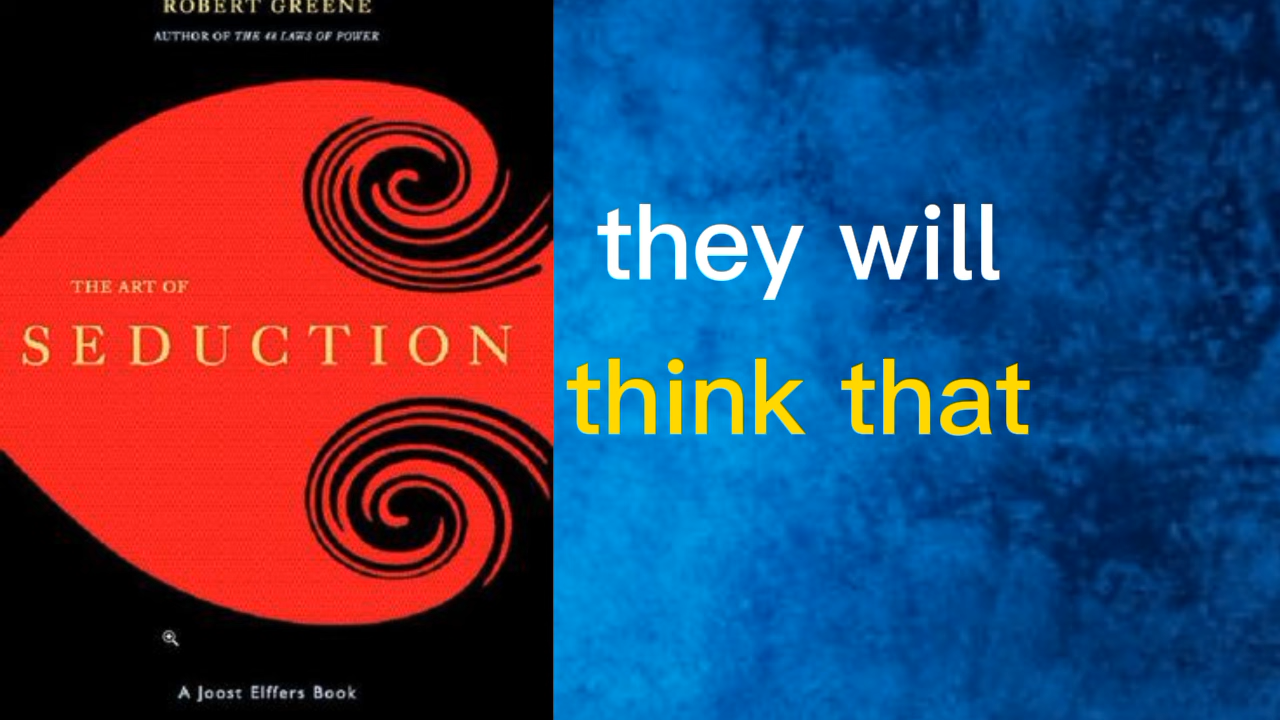 ROBERT GREENE
AUTHOR OF THE 48 LAWS OF POWER
THE ART OF
SEDUCTION
A Joost Elffers Book
they will
think that